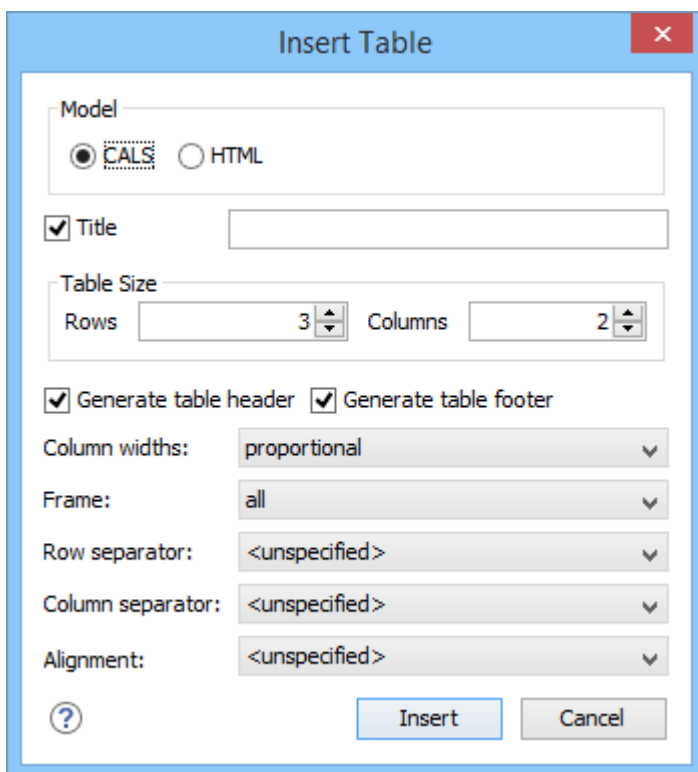 Insert Table
Model
CALS HTML
Title
Table Size
Rows 3 Columns 2
Generate table header Generate table footer
Column widths: proportional
Frame: all
Row separator: <unspecified>
Column separator: <unspecified>
Alignment: <unspecified>
? Insert Cancel